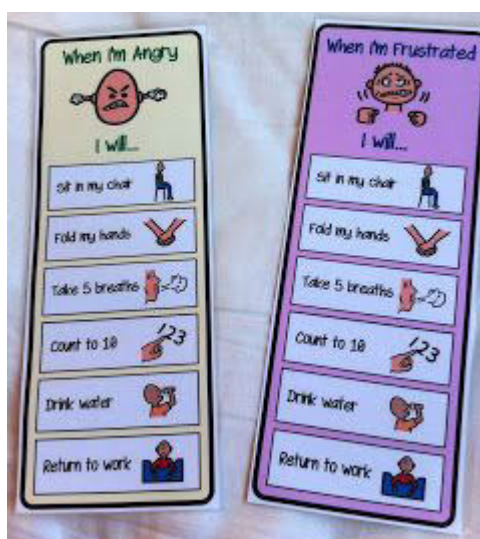 When I'm Angry
I will...
Sit in my chair
Fold my hands
Take 5 breaths
Count to 10
123
Drink water
Return to work
When I'm Frustrated
I will...
Sit in my chair
Fold my hands
Take 5 breaths
Count to 10
123
Drink water
Return to work